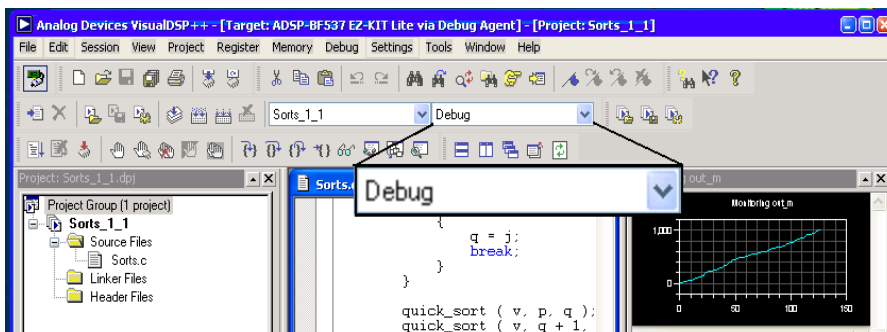 Analog Devices VisualDSP++ - [Target: ADSP-BF537 EZ-KIT Lite via Debug Agent] - [Project: Sorts_1_1]
File Edit Session View Project Register Memory Debug Settings Tools Window Help
Sorts_1_1 Debug
Debug
Project: Sorts_1_1.dpj
Sorts.
out_m
Project Group (1 project)
Sorts_1_1
Source Files
Sorts.c
Linker Files
Header Files
{
q = j;
break;
}
}
quick_sort ( v, p, q );
quick_sort ( v, q + 1,
Monitoring out_m
1,000
0
0 50 100 150